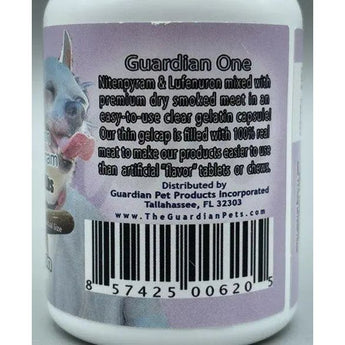 Guardian One
Nitenpyram & Lufenuron mixed with
premium dry smoked meat in an
easy-to-use clear gelatin capsule!
Our thin gelcap is filled with 100% real
meat to make our products easier to use
than artificial "flavor" tablets or chews.
Distributed by
Guardian Pet Products Incorporated
Tallahassee, FL 32303
www.TheGuardianPets.com
8 57425 00620 5